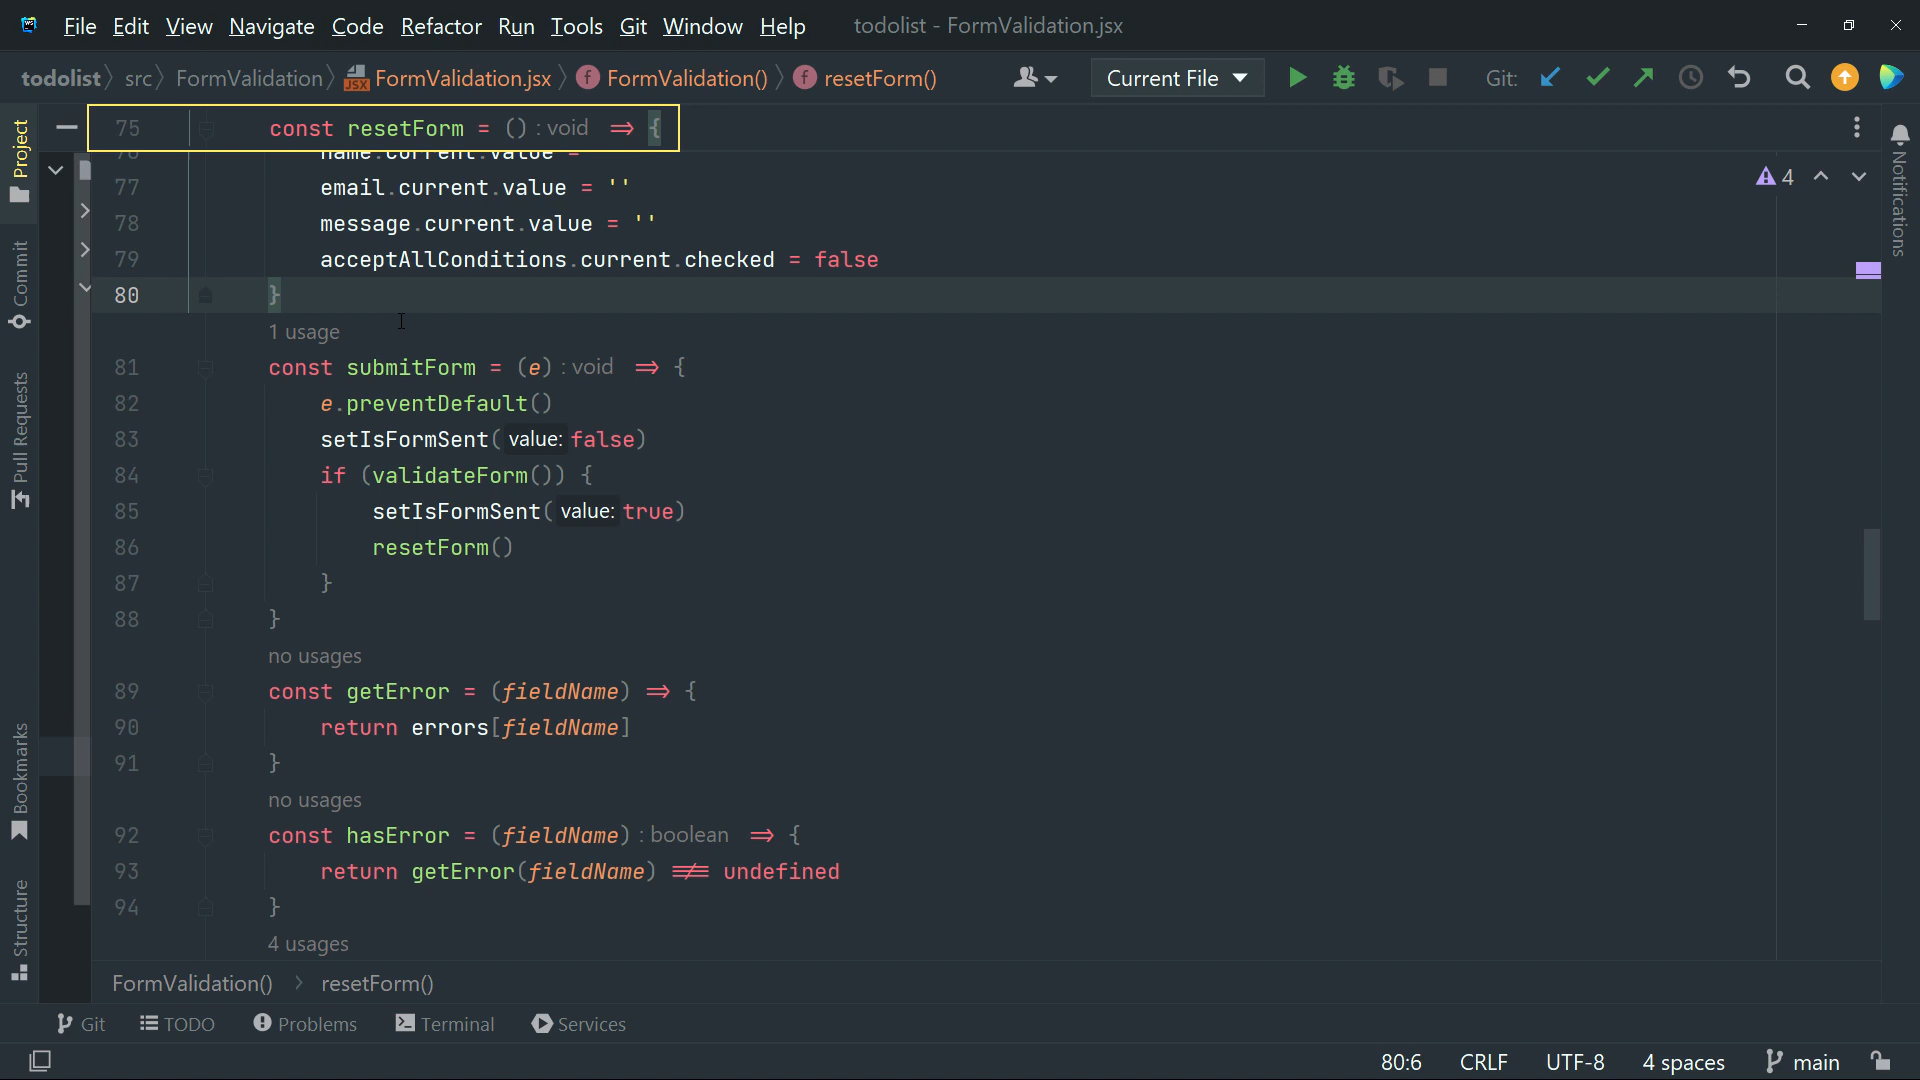 File Edit View Navigate Code Refactor Run Tools Git Window Help todolist - FormValidation.jsx
todolist src FormValidation JSX FormValidation.jsx f FormValidation() f resetForm() Current File Git:
Project
Commit
Pull Requests
Bookmarks
Structure
Notifications
75 const resetForm = () : void => {
76 name.current.value = 
77 email.current.value = ''
78 message.current.value = ''
79 acceptAllConditions.current.checked = false
80 }
1 usage
81 const submitForm = (e) : void => {
82 e.preventDefault()
83 setIsFormSent( value: false)
84 if (validateForm()) {
85 setIsFormSent( value: true)
86 resetForm()
87 }
88 }
no usages
89 const getError = (fieldName) => {
90 return errors[fieldName]
91 }
no usages
92 const hasError = (fieldName) : boolean => {
93 return getError(fieldName) !== undefined
94 }
4 usages
4
FormValidation() > resetForm()
Git TODO Problems Terminal Services
80:6 CRLF UTF-8 4 spaces main